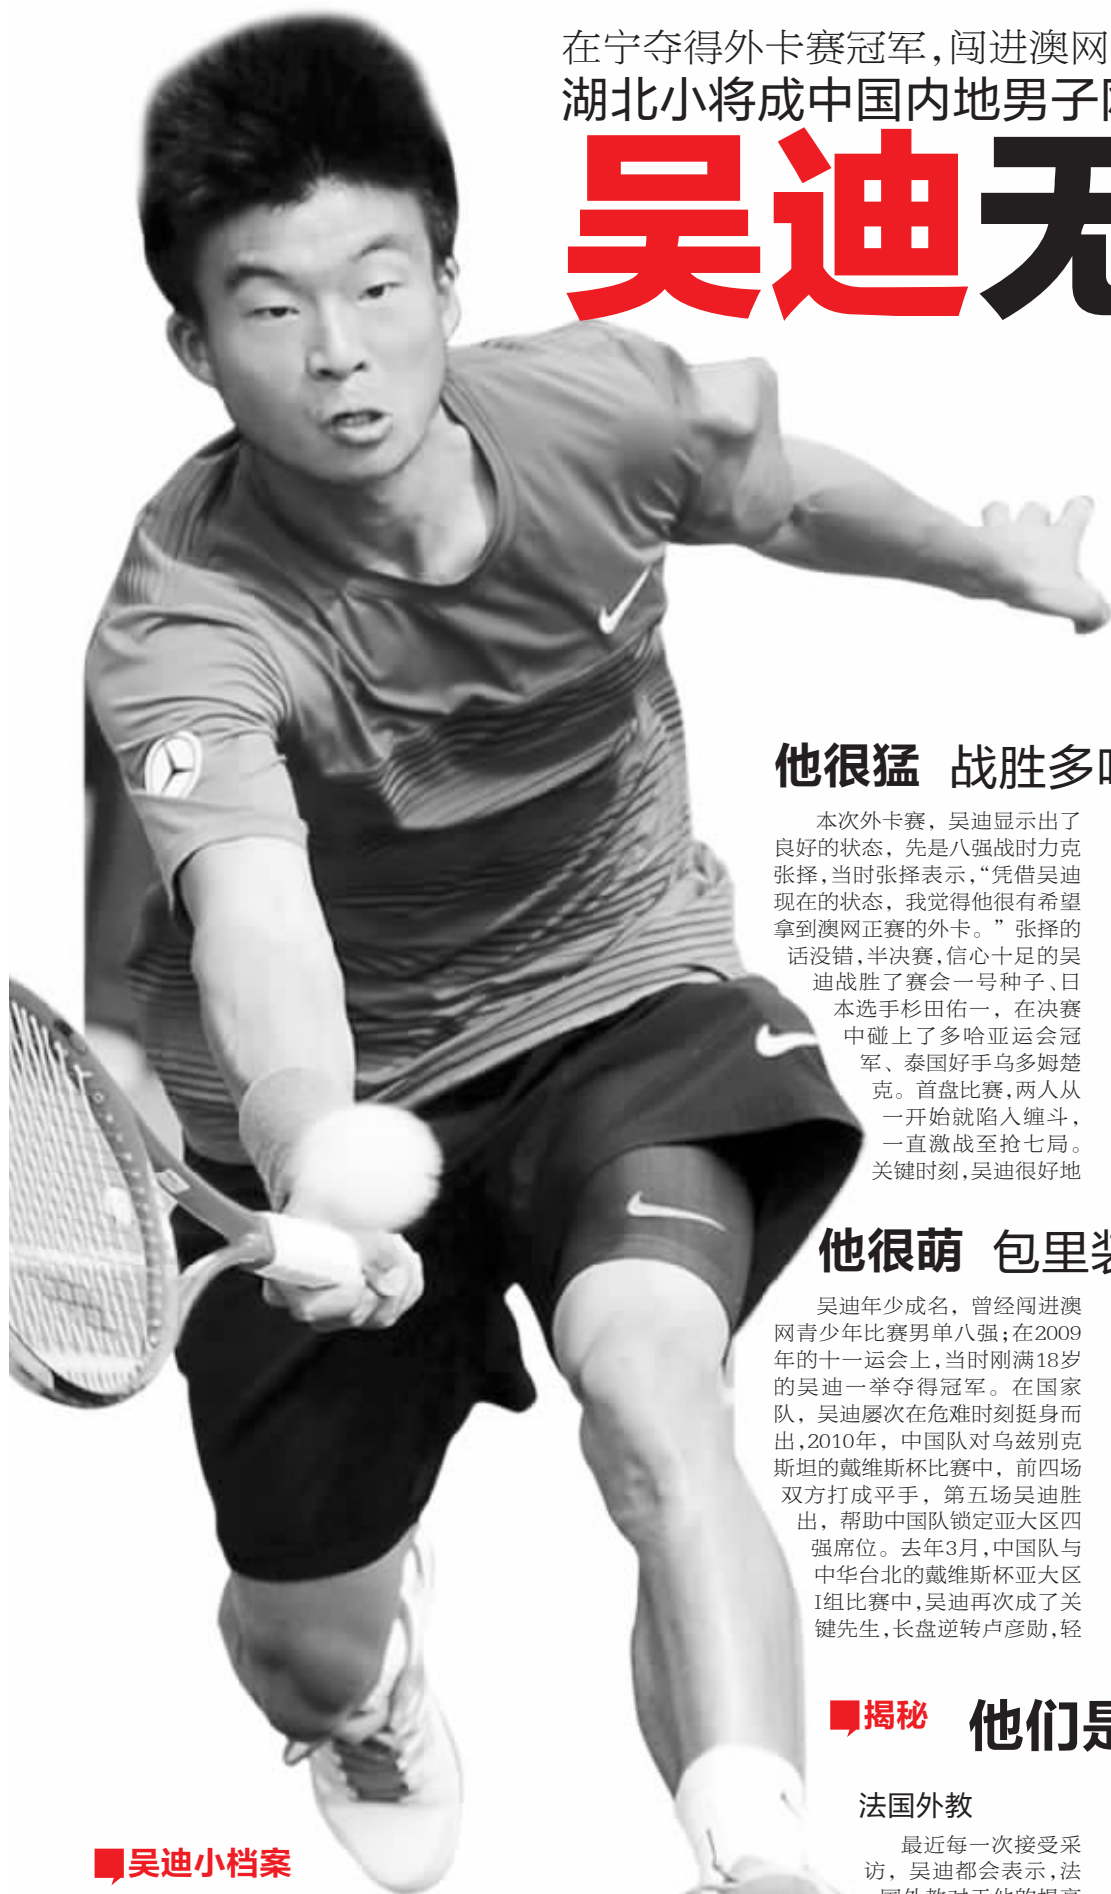 在宁夺得外卡赛冠军,闯进澳网
湖北小将成中国内地男子
吴迪无
他很猛 战胜多
本次外卡赛，吴迪显示出了
良好的状态，先是八强战时力克
张择,当时张择表示,“凭借吴迪
现在的状态，我觉得他很有希望
拿到澳网正赛的外卡。”张择的
话没错,半决赛,信心十足的吴
迪战胜了赛会一号种子、日
本选手杉田佑一，在决赛
中碰上了多哈亚运会冠
军、泰国好手乌多姆楚
克。首盘比赛,两人从
一开始就陷入缠斗，
一直激战至抢七局。
关键时刻,吴迪很好地
他很萌 包里装
吴迪年少成名，曾经闯进澳
网青少年比赛男单八强;在2009
年的十一运会上,当时刚满18岁
的吴迪一举夺得冠军。在国家
队，吴迪屡次在危难时刻挺身而
出,2010年，中国队对乌兹别克
斯坦的戴维斯杯比赛中，前四场
双方打成平手，第五场吴迪胜
出，帮助中国队锁定亚大区四
强席位。去年3月,中国队与
中华台北的戴维斯杯亚大区
I组比赛中,吴迪再次成了关
键先生,长盘逆转卢彦勋,轻
揭秘 他们是
法国外教
最近每一次接受采
访，吴迪都会表示,法
国外教对于他的提高
吴迪小档案